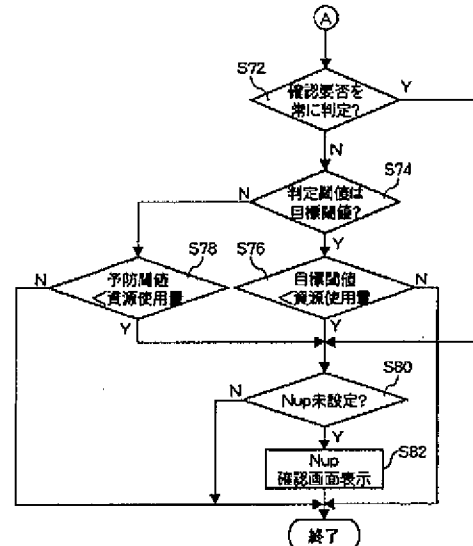 A
S72
確認要否を
常に判定?
Y
N
S74
判定閾値は
目標閾値?
N
Y
S78
予防閾値
<資源使用量
N
Y
S76
目標閾値
<資源使用量
N
Y
S80
Nup未設定?
N
Y
S82
Nup
確認画面表示
終了